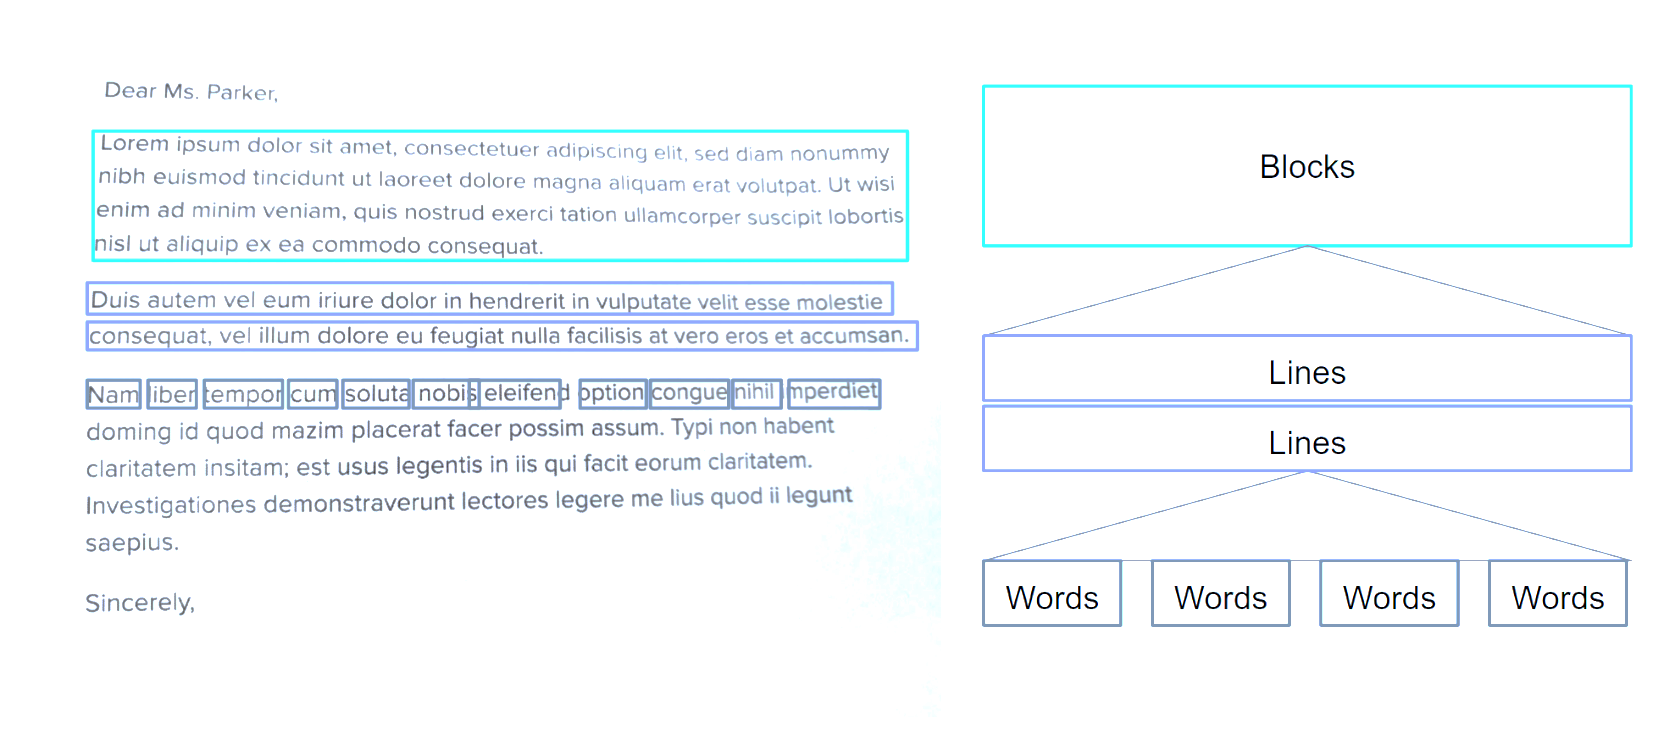 Dear Ms. Parker,
Lorem ipsum dolor sit amet, consectetuer adipiscing elit, sed diam nonummy
nibh euismod tincidunt ut laoreet dolore magna aliquam erat volutpat. Ut wisi
enim ad minim veniam, quis nostrud exerci tation ullamcorper suscipit lobortis
nisl ut aliquip ex ea commodo consequat.
Duis autem vel eum iriure dolor in hendrerit in vulputate velit esse molestie
consequat, vel illum dolore eu feugiat nulla facilisis at vero eros et accumsan.
Nam liber tempor cum soluta nobis eleifend option congue nihil imperdiet
doming id quod mazim placerat facer possim assum. Typi non habent
claritatem insitam; est usus legentis in iis qui facit eorum claritatem.
Investigationes demonstraverunt lectores legere me lius quod ii legunt
saepius.
Sincerely,
Blocks
Lines
Lines
Words Words Words Words